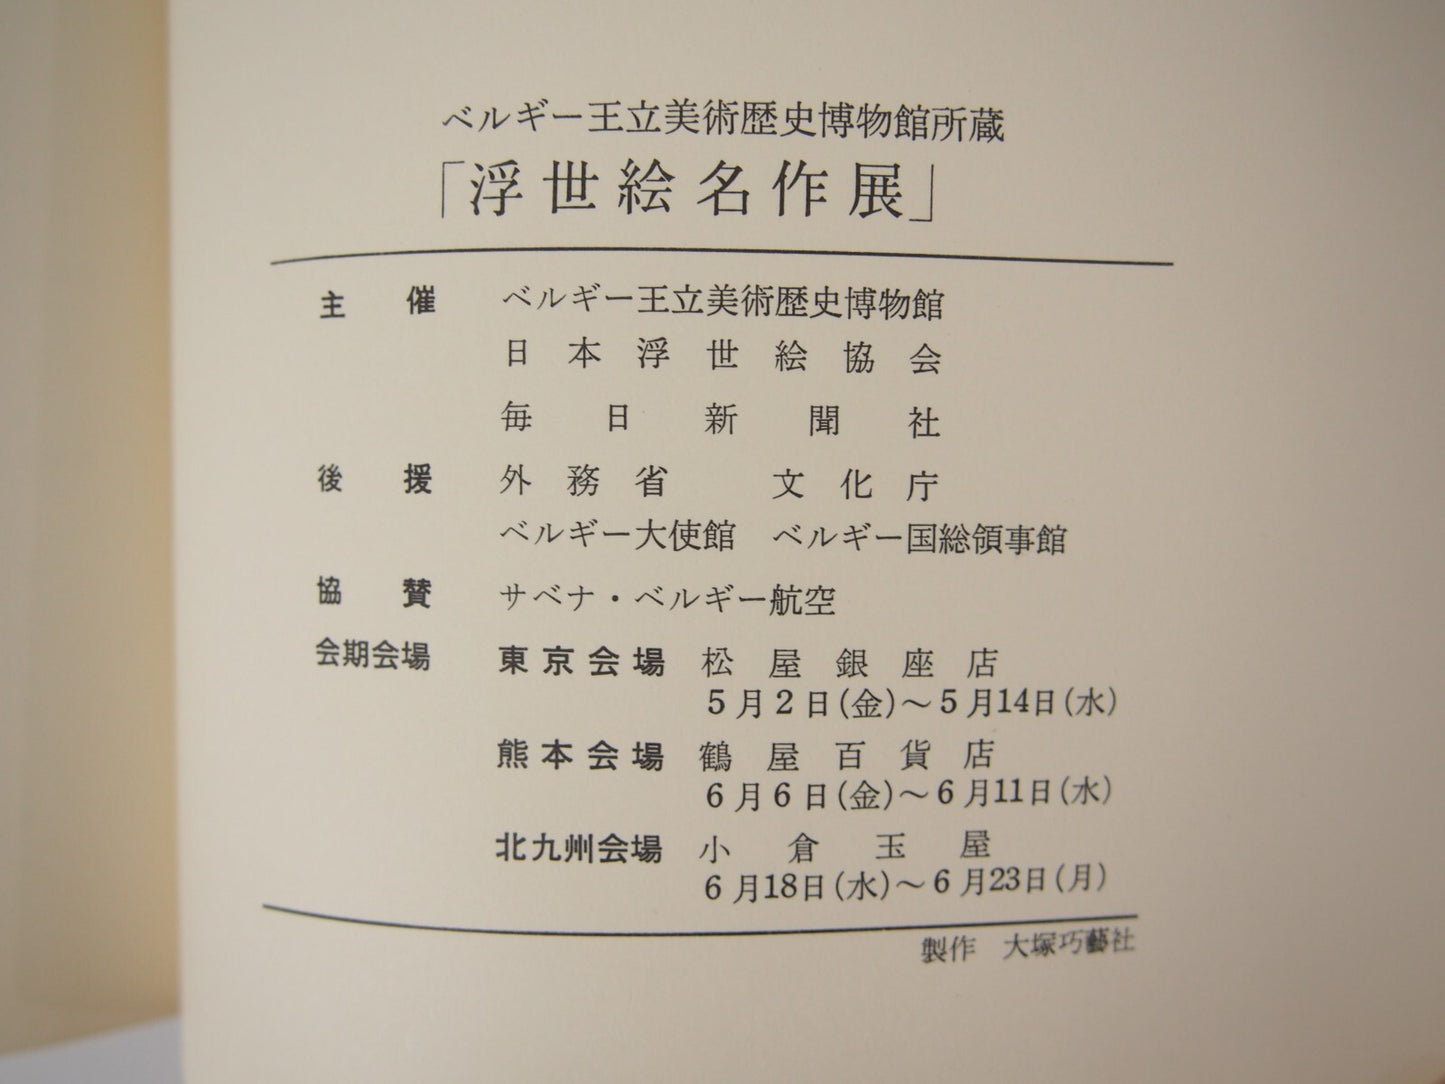 ベルギー王立美術歴史博物館所蔵
「浮世絵名作展」
主催 ベルギー王立美術歴史博物館
日本浮世絵協会
毎日新聞社
後援 外務省 文化庁
ベルギー大使館 ベルギー国総領事館
協賛 サベナ・ベルギー航空
会期会場 東京会場 松屋銀座店
5月2日(金)～5月14日(水)
熊本会場 鶴屋百貨店
6月6日(金)～6月11日(水)
北九州会場 小倉玉屋
6月18日(水)～6月23日(月)
製作 大塚巧藝社